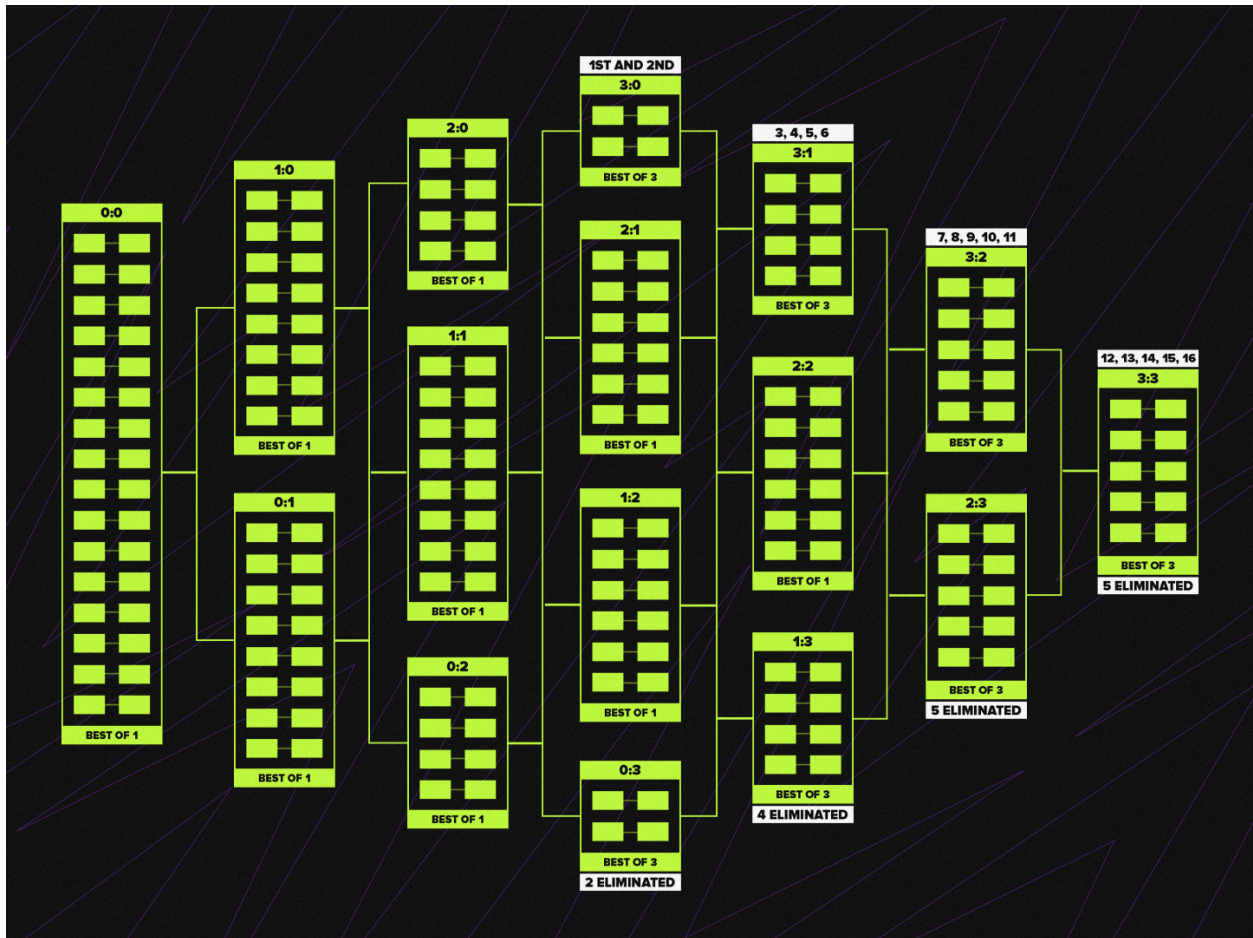 0:0
BEST OF 1
1:0
BEST OF 1
0:1
BEST OF 1
2:0
BEST OF 1
1:1
BEST OF 1
0:2
BEST OF 1
1ST AND 2ND
3:0
BEST OF 3
2:1
BEST OF 1
1:2
BEST OF 1
0:3
BEST OF 3
2 ELIMINATED
3, 4, 5, 6
3:1
BEST OF 3
2:2
BEST OF 1
1:3
BEST OF 3
4 ELIMINATED
7, 8, 9, 10, 11
3:2
BEST OF 3
2:3
BEST OF 3
5 ELIMINATED
12, 13, 14, 15, 16
3:3
BEST OF 3
5 ELIMINATED